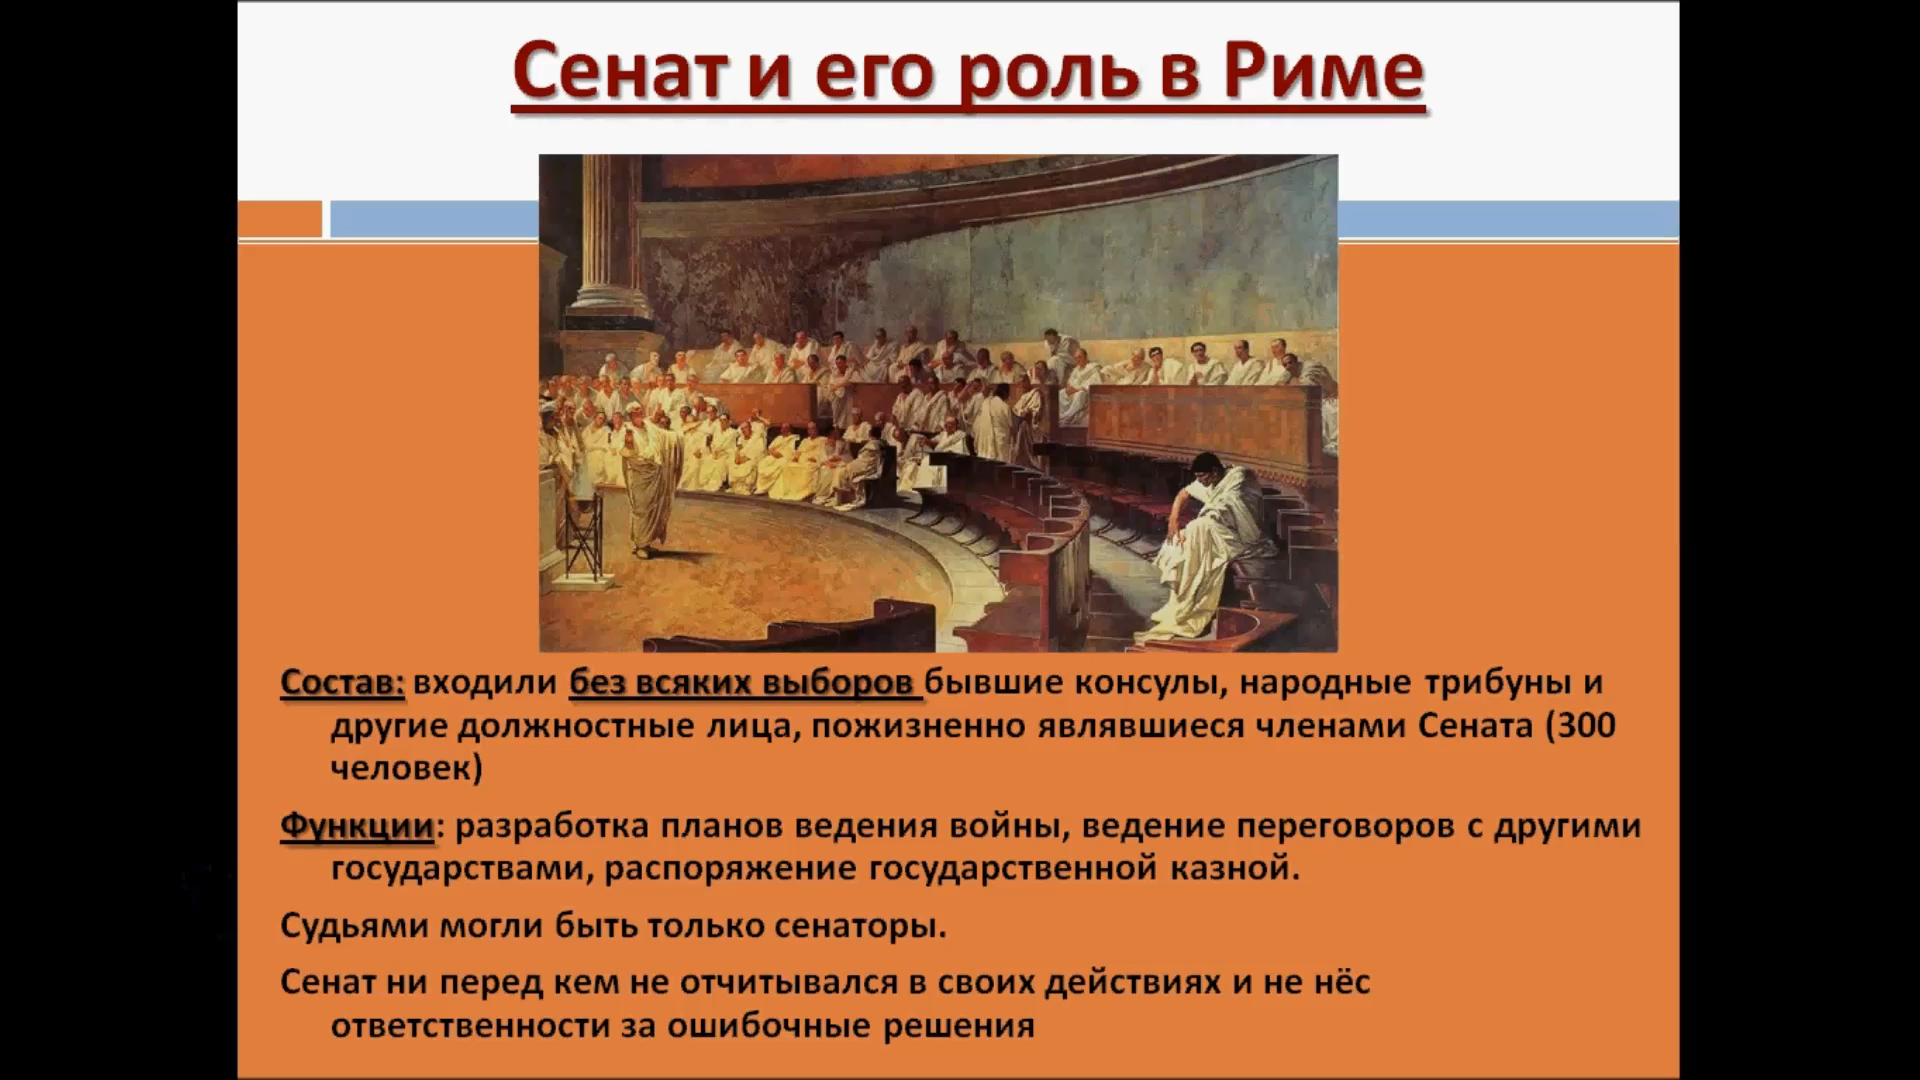 Сенат и его роль в Риме
Состав: входили без всяких выборов бывшие консулы, народные трибуны и
другие должностные лица, пожизненно являвшиеся членами Сената (300
человек)
Функции: разработка планов ведения войны, ведение переговоров с другими
государствами, распоряжение государственной казной.
Судьями могли быть только сенаторы.
Сенат ни перед кем не отчитывался в своих действиях и не нёс
ответственности за ошибочные решения